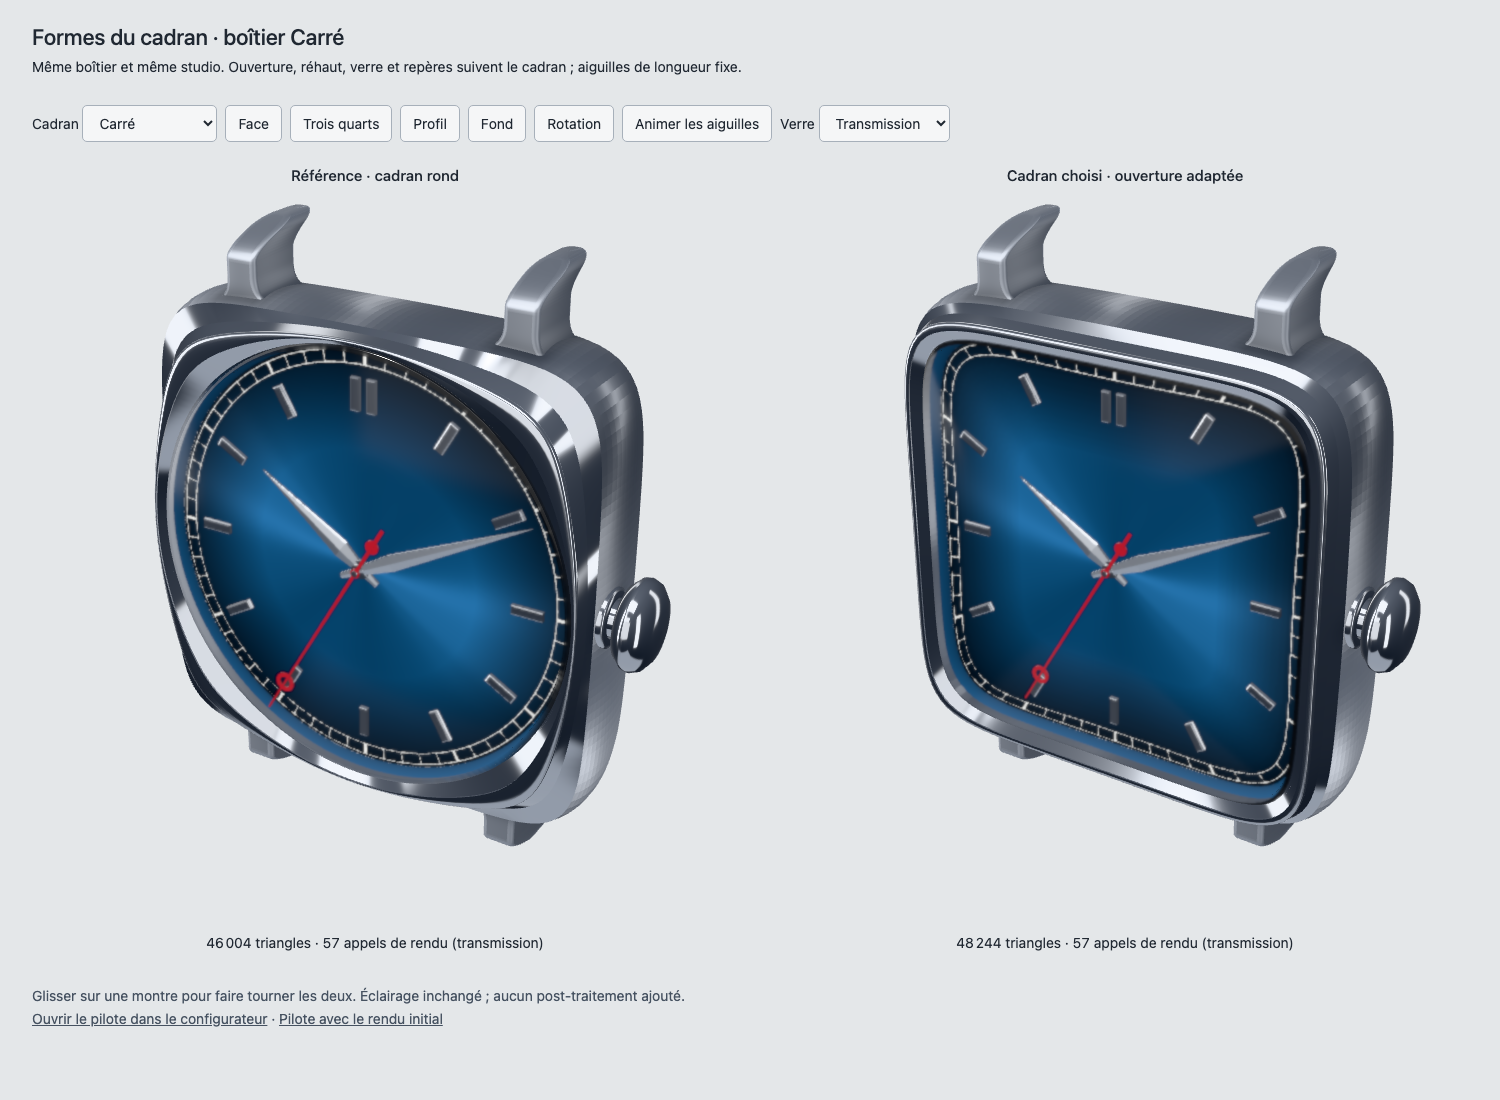 Formes du cadran · boîtier Carré
Même boîtier et même studio. Ouverture, réhaut, verre et repères suivent le cadran ; aiguilles de longueur fixe.
Cadran Carré Face Trois quarts Profil Fond Rotation Animer les aiguilles Verre Transmission
Référence · cadran rond
Cadran choisi · ouverture adaptée
46 004 triangles · 57 appels de rendu (transmission)
48 244 triangles · 57 appels de rendu (transmission)
Glisser sur une montre pour faire tourner les deux. Éclairage inchangé ; aucun post-traitement ajouté.
Ouvrir le pilote dans le configurateur · Pilote avec le rendu initial